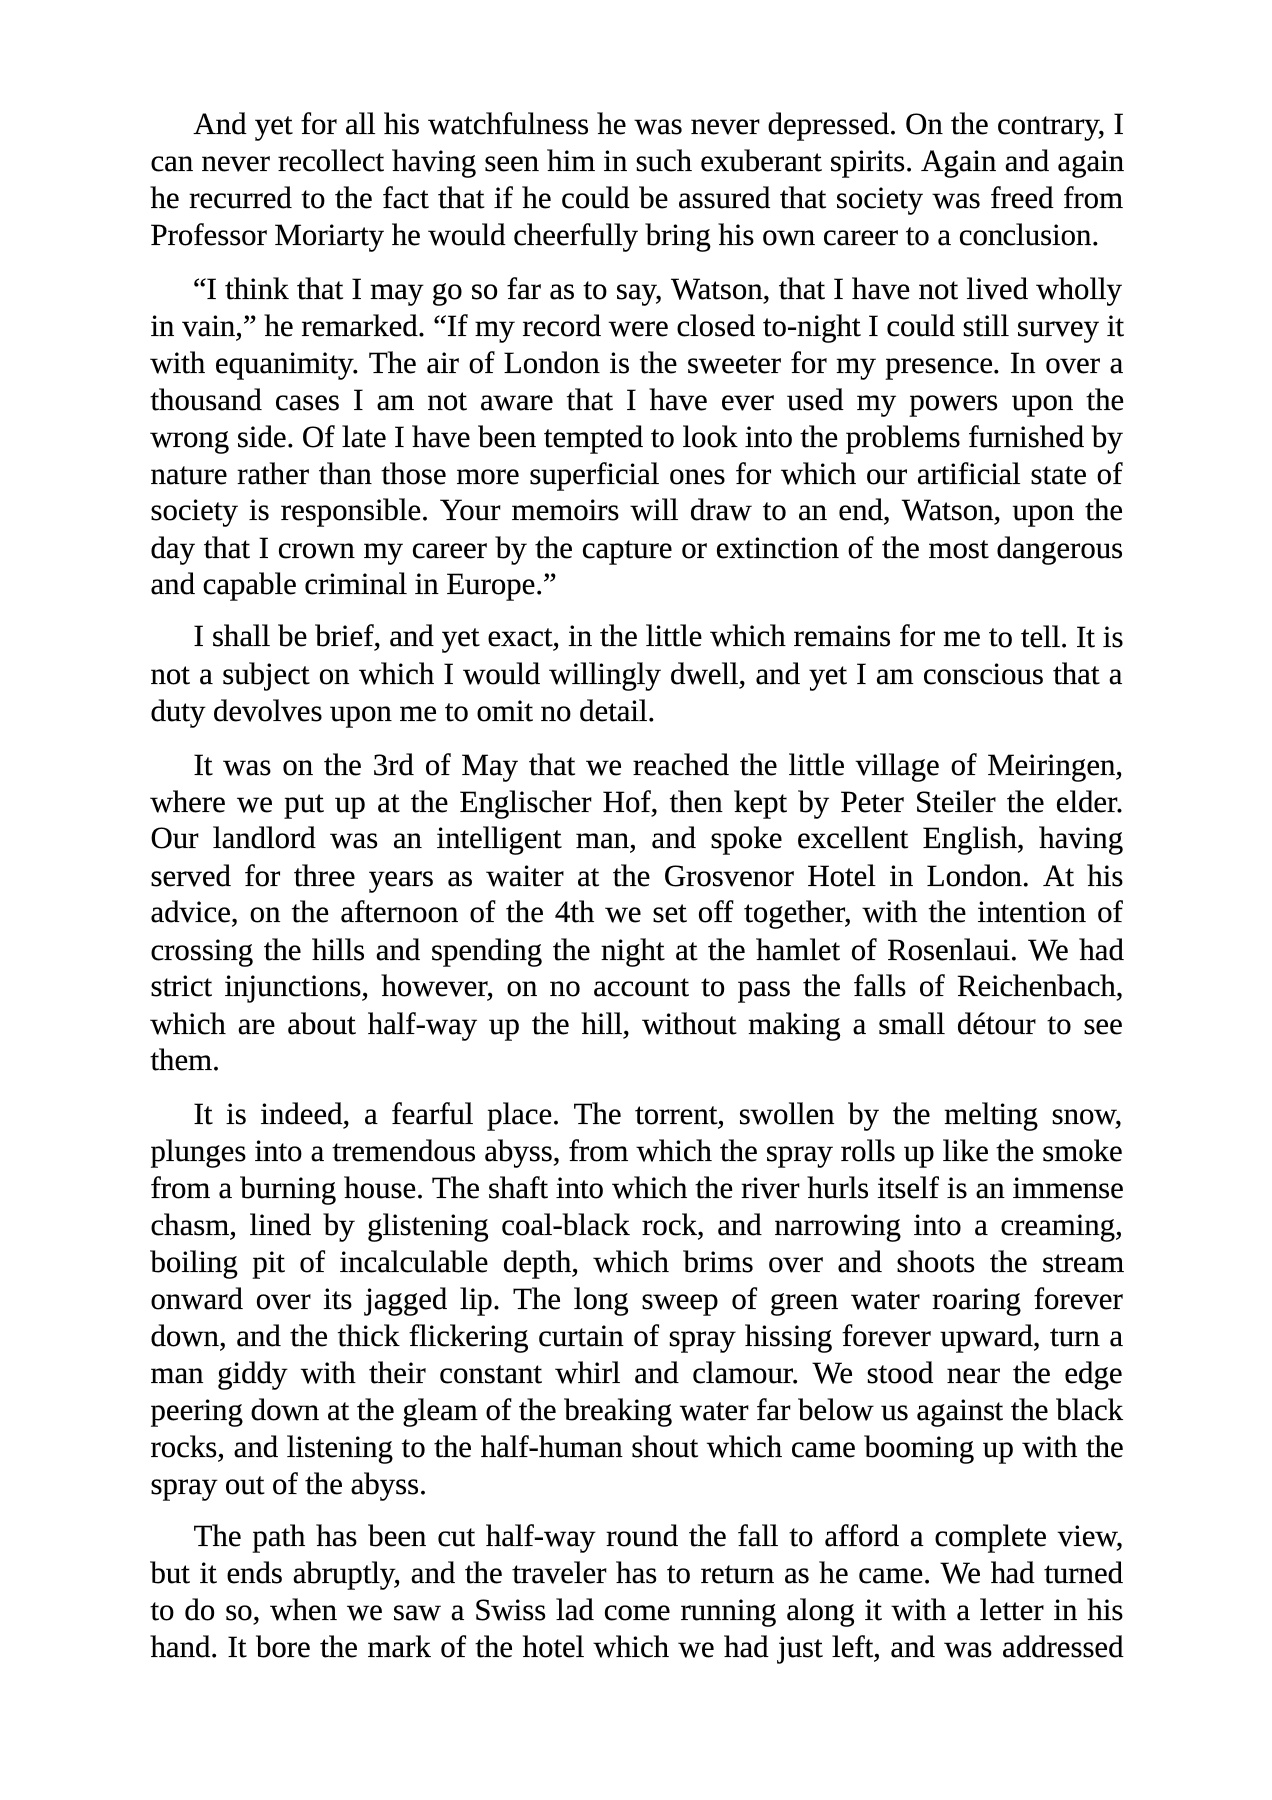 And yet for all his watchfulness he was never depressed. On the contrary, I
can never recollect having seen him in such exuberant spirits. Again and again
he recurred to the fact that if he could be assured that society was freed from
Professor Moriarty he would cheerfully bring his own career to a conclusion.
“I think that I may go so far as to say, Watson, that I have not lived wholly
in vain,” he remarked. “If my record were closed to-night I could still survey it
with equanimity. The air of London is the sweeter for my presence. In over a
thousand cases I am not aware that I have ever used my powers upon the
wrong side. Of late I have been tempted to look into the problems furnished by
nature rather than those more superficial ones for which our artificial state of
society is responsible. Your memoirs will draw to an end, Watson, upon the
day that I crown my career by the capture or extinction of the most dangerous
and capable criminal in Europe.”
I shall be brief, and yet exact, in the little which remains for me to tell. It is
not a subject on which I would willingly dwell, and yet I am conscious that a
duty devolves upon me to omit no detail.
It was on the 3rd of May that we reached the little village of Meiringen,
where we put up at the Englischer Hof, then kept by Peter Steiler the elder.
Our landlord was an intelligent man, and spoke excellent English, having
served for three years as waiter at the Grosvenor Hotel in London. At his
advice, on the afternoon of the 4th we set off together, with the intention of
crossing the hills and spending the night at the hamlet of Rosenlaui. We had
strict injunctions, however, on no account to pass the falls of Reichenbach,
which are about half-way up the hill, without making a small détour to see
them.
It is indeed, a fearful place. The torrent, swollen by the melting snow,
plunges into a tremendous abyss, from which the spray rolls up like the smoke
from a burning house. The shaft into which the river hurls itself is an immense
chasm, lined by glistening coal-black rock, and narrowing into a creaming,
boiling pit of incalculable depth, which brims over and shoots the stream
onward over its jagged lip. The long sweep of green water roaring forever
down, and the thick flickering curtain of spray hissing forever upward, turn a
man giddy with their constant whirl and clamour. We stood near the edge
peering down at the gleam of the breaking water far below us against the black
rocks, and listening to the half-human shout which came booming up with the
spray out of the abyss.
The path has been cut half-way round the fall to afford a complete view,
but it ends abruptly, and the traveler has to return as he came. We had turned
to do so, when we saw a Swiss lad come running along it with a letter in his
hand. It bore the mark of the hotel which we had just left, and was addressed